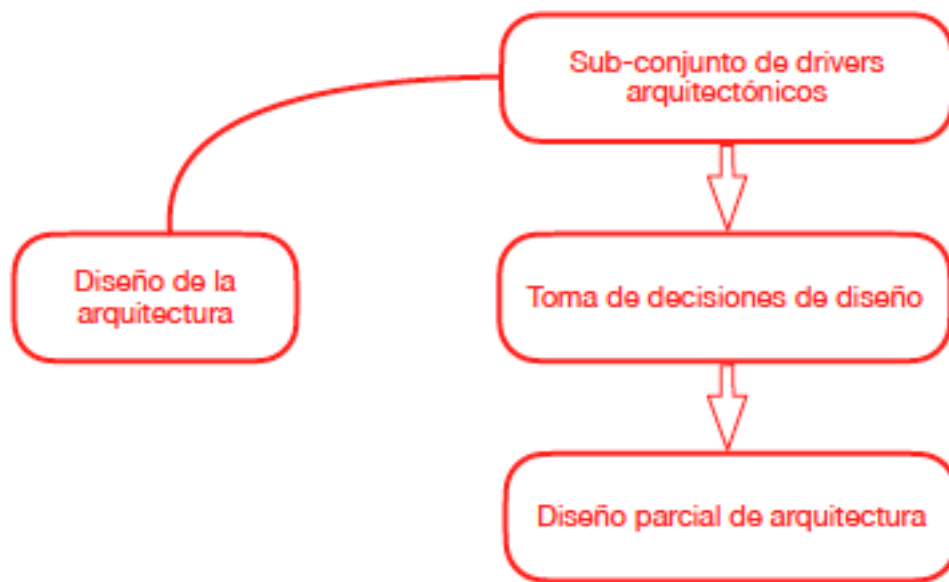 Sub-conjunto de drivers
arquitectónicos
Diseño de la
arquitectura
Toma de decisiones de diseño
Diseño parcial de arquitectura